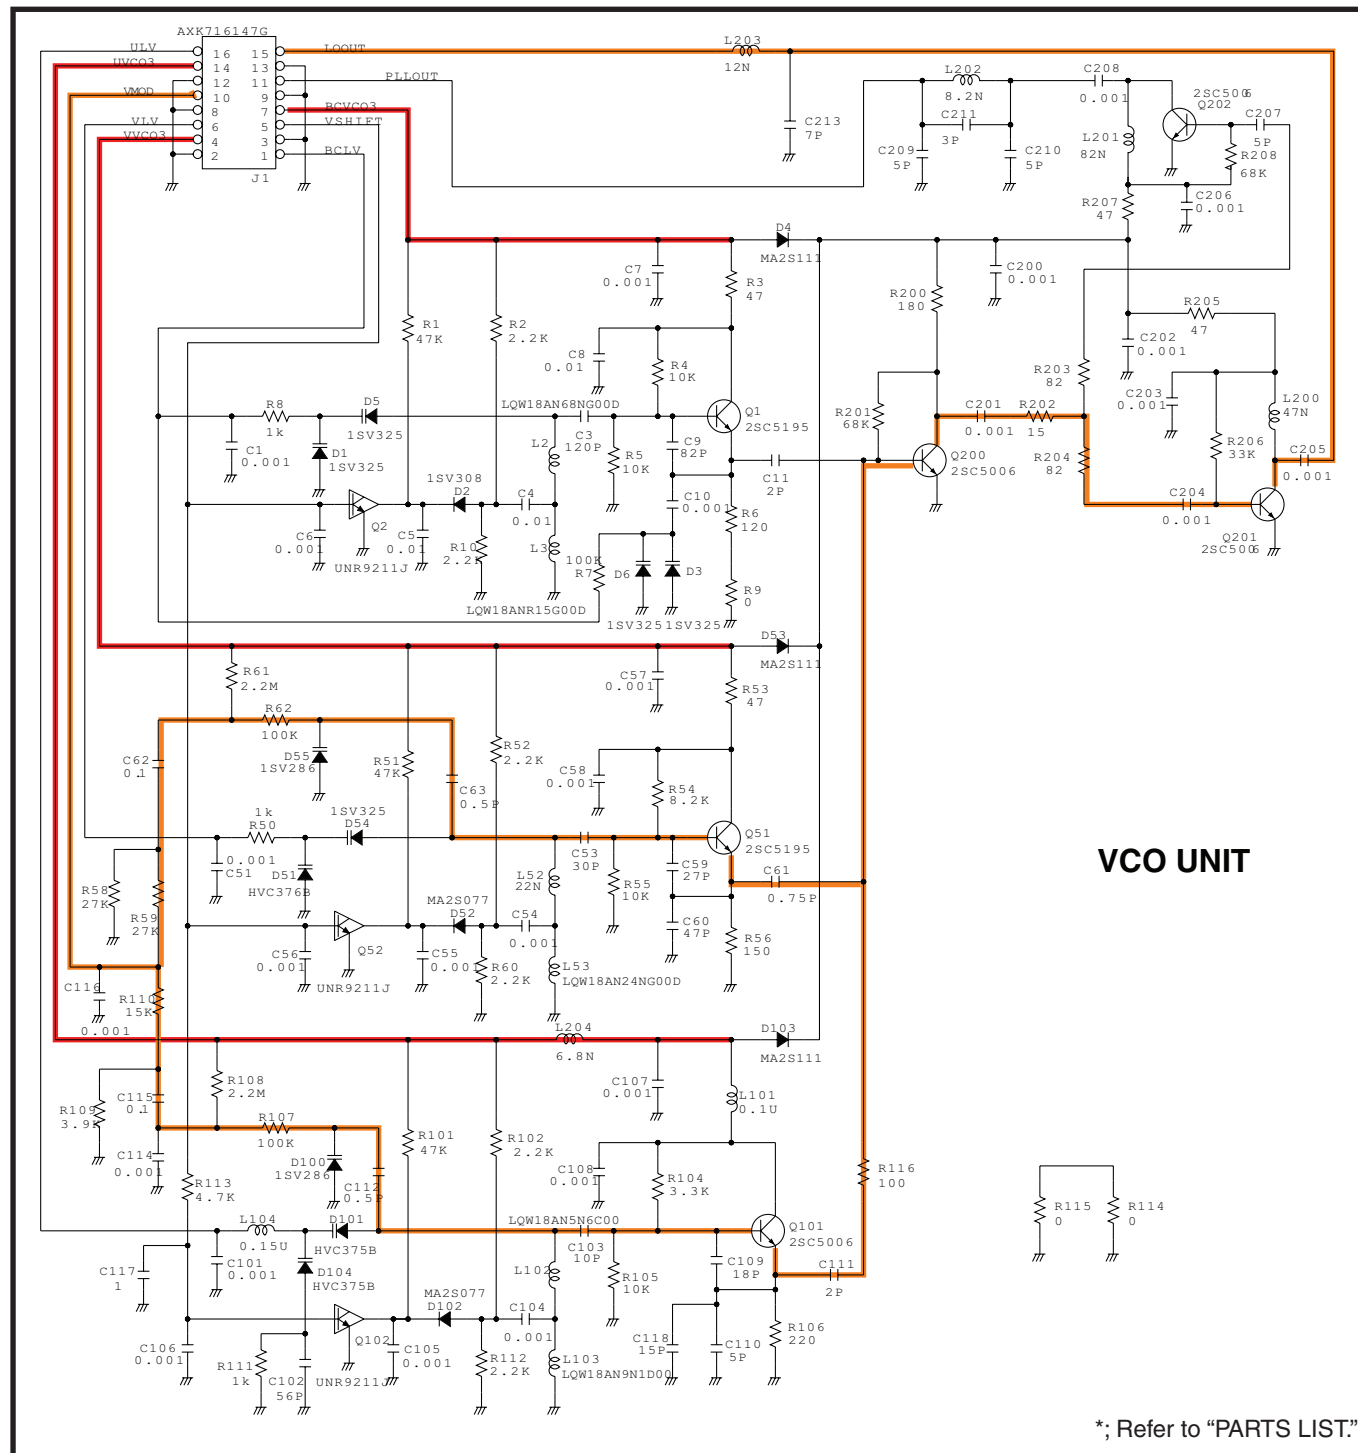 AXK716147G
ULV
UVCO3
VMOD
VLV
VVCO3
16 15
14 13
12 11
10 9
8 7
6 5
4 3
2 1
J1
LOOUT
PLLOUT
BCVCO3
VSHIFT
BCLV
L203
12N
C213
7P
L202
8.2N
C211
3P
C209
5P
C210
5P
C208
0.001
2SC5006
Q202
C207
5P
L201
82N
R208
68K
C206
0.001
R207
47
D4
MA2S111
C7
0.001
R3
47
C200
0.001
R200
180
R205
47
R1
47K
R2
2.2K
C8
0.01
R4
10K
C202
0.001
R203
82
C203
0.001
L200
47N
R8
1k
D5
1SV325
LQW18AN68NG00D
C3
120P
Q1
2SC5195
C201
0.001
R202
15
R201
68K
R206
33K
C205
0.001
C1
0.001
D1
1SV325
L2
R5
10K
C9
82P
C11
2P
Q200
2SC5006
R204
82
1SV308
D2
C4
0.01
C10
0.001
R6
120
C204
0.001
Q201
2SC5006
C6
0.001
Q2
UNR9211J
C5
0.01
R10
2.2K
L3
100K
R7
D6
D3
R9
0
LQW18ANR15G00D
1SV325
1SV325
D53
MA2S111
R61
2.2M
C57
0.001
R53
47
R62
100K
C62
0.1
D55
1SV286
R51
47K
R52
2.2K
C63
0.5P
C58
0.001
R54
8.2K
1k
R50
1SV325
D54
Q51
2SC5195
VCO UNIT
0.001
C51
D51
HVC376B
L52
22N
C53
30P
R55
10K
C59
27P
C61
0.75P
R58
27K
R59
27K
MA2S077
D52
C54
0.001
C60
47P
R56
150
C56
0.001
Q52
UNR9211J
C55
0.001
R60
2.2K
L53
LQW18AN24NG00D
C116
0.001
R110
15K
L204
6.8N
D103
MA2S111
R108
2.2M
C107
0.001
L101
0.1U
R109
3.9K
C115
0.1
R107
100K
R101
47K
R102
2.2K
C114
0.001
D100
1SV286
C112
0.5P
C108
0.001
R104
3.3K
R116
100
R113
4.7K
L104
0.15U
D101
HVC375B
LQW18AN5N6C00
C103
10P
Q101
2SC5006
R115
0
R114
0
C117
1
C101
0.001
D104
HVC375B
L102
R105
10K
C109
18P
C111
2P
MA2S077
D102
C104
0.001
C106
0.001
Q102
UNR9211J
C105
0.001
R111
1k
C102
56P
R112
2.2K
L103
LQW18AN9N1D00
C118
15P
C110
5P
R106
220
*; Refer to “PARTS LIST.”